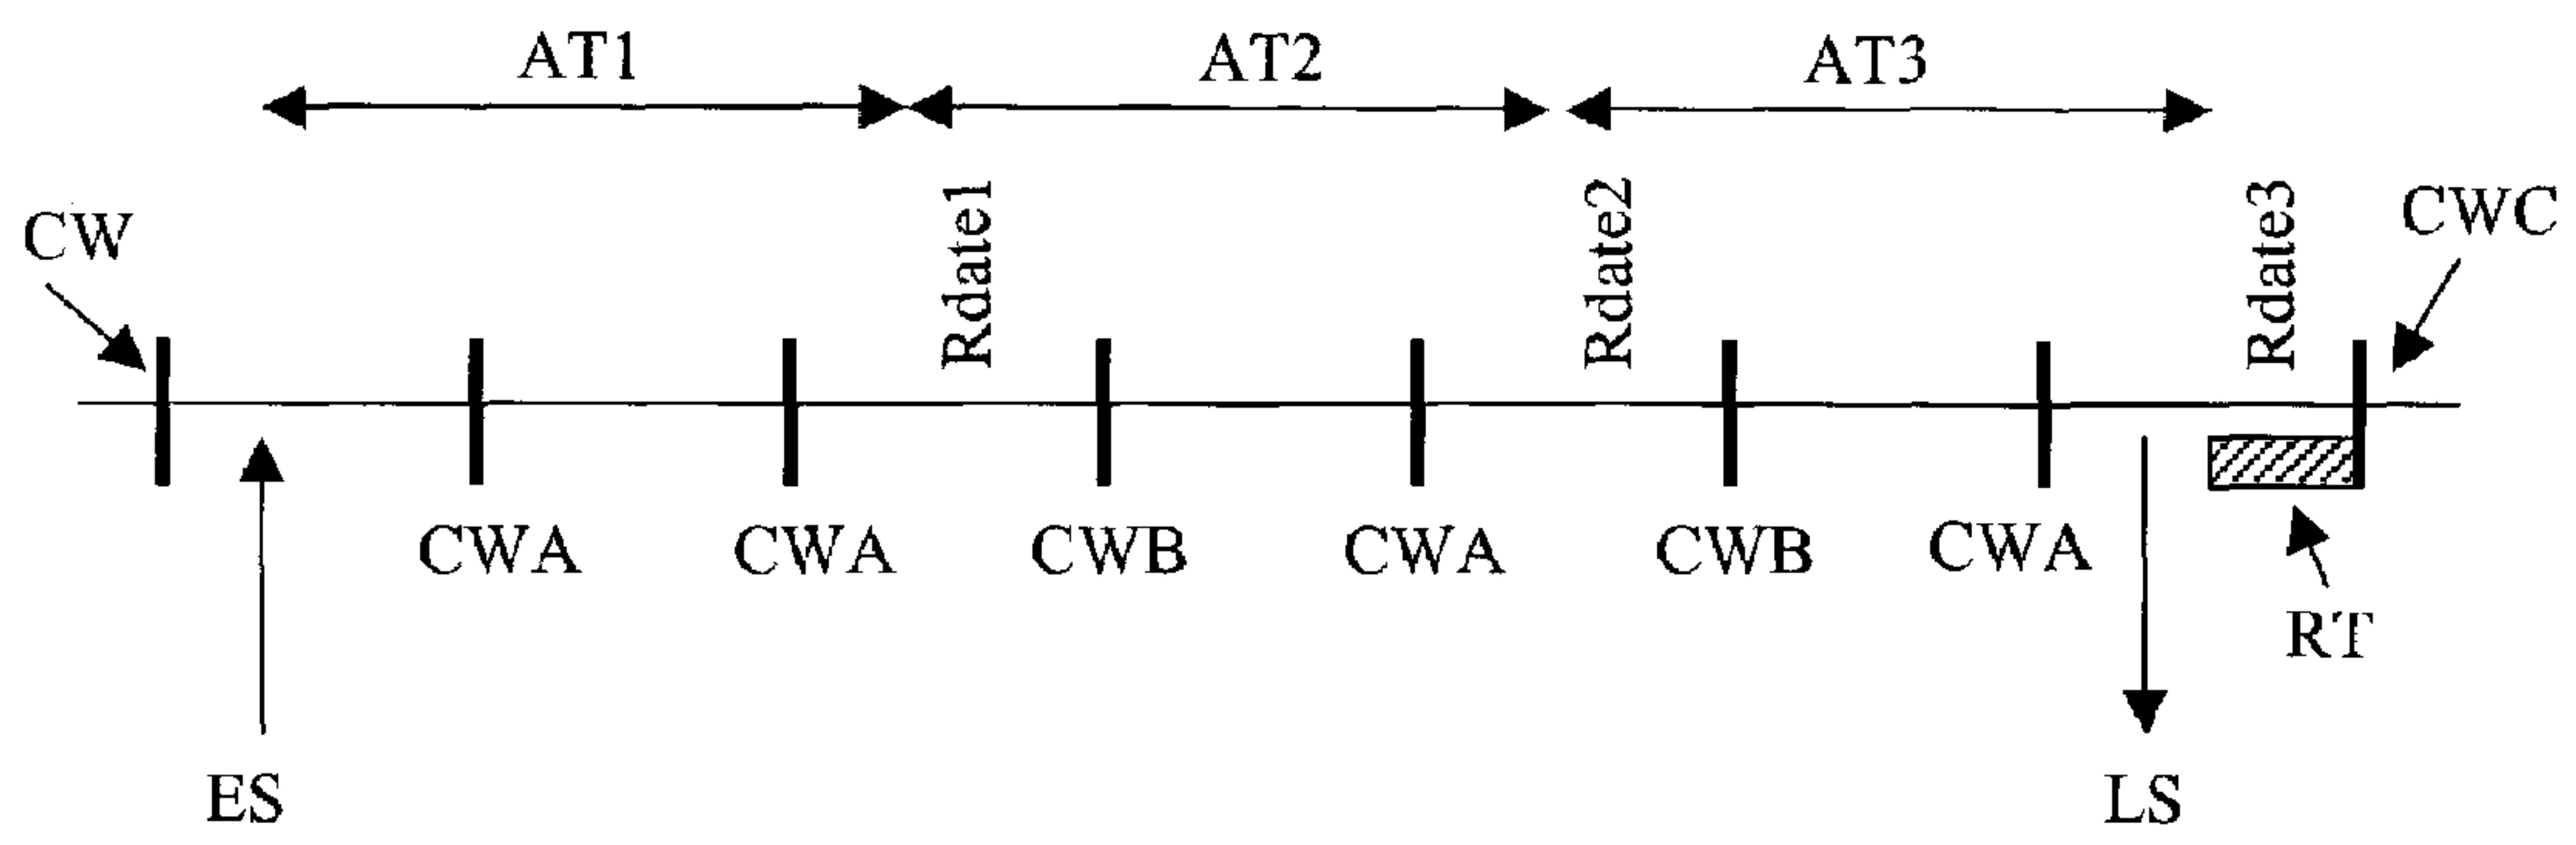 AT1
AT2
AT3
CW
Rdate1
Rdate2
Rdate3
CWC
CWA
CWA
CWB
CWA
CWB
CWA
RT
ES
LS